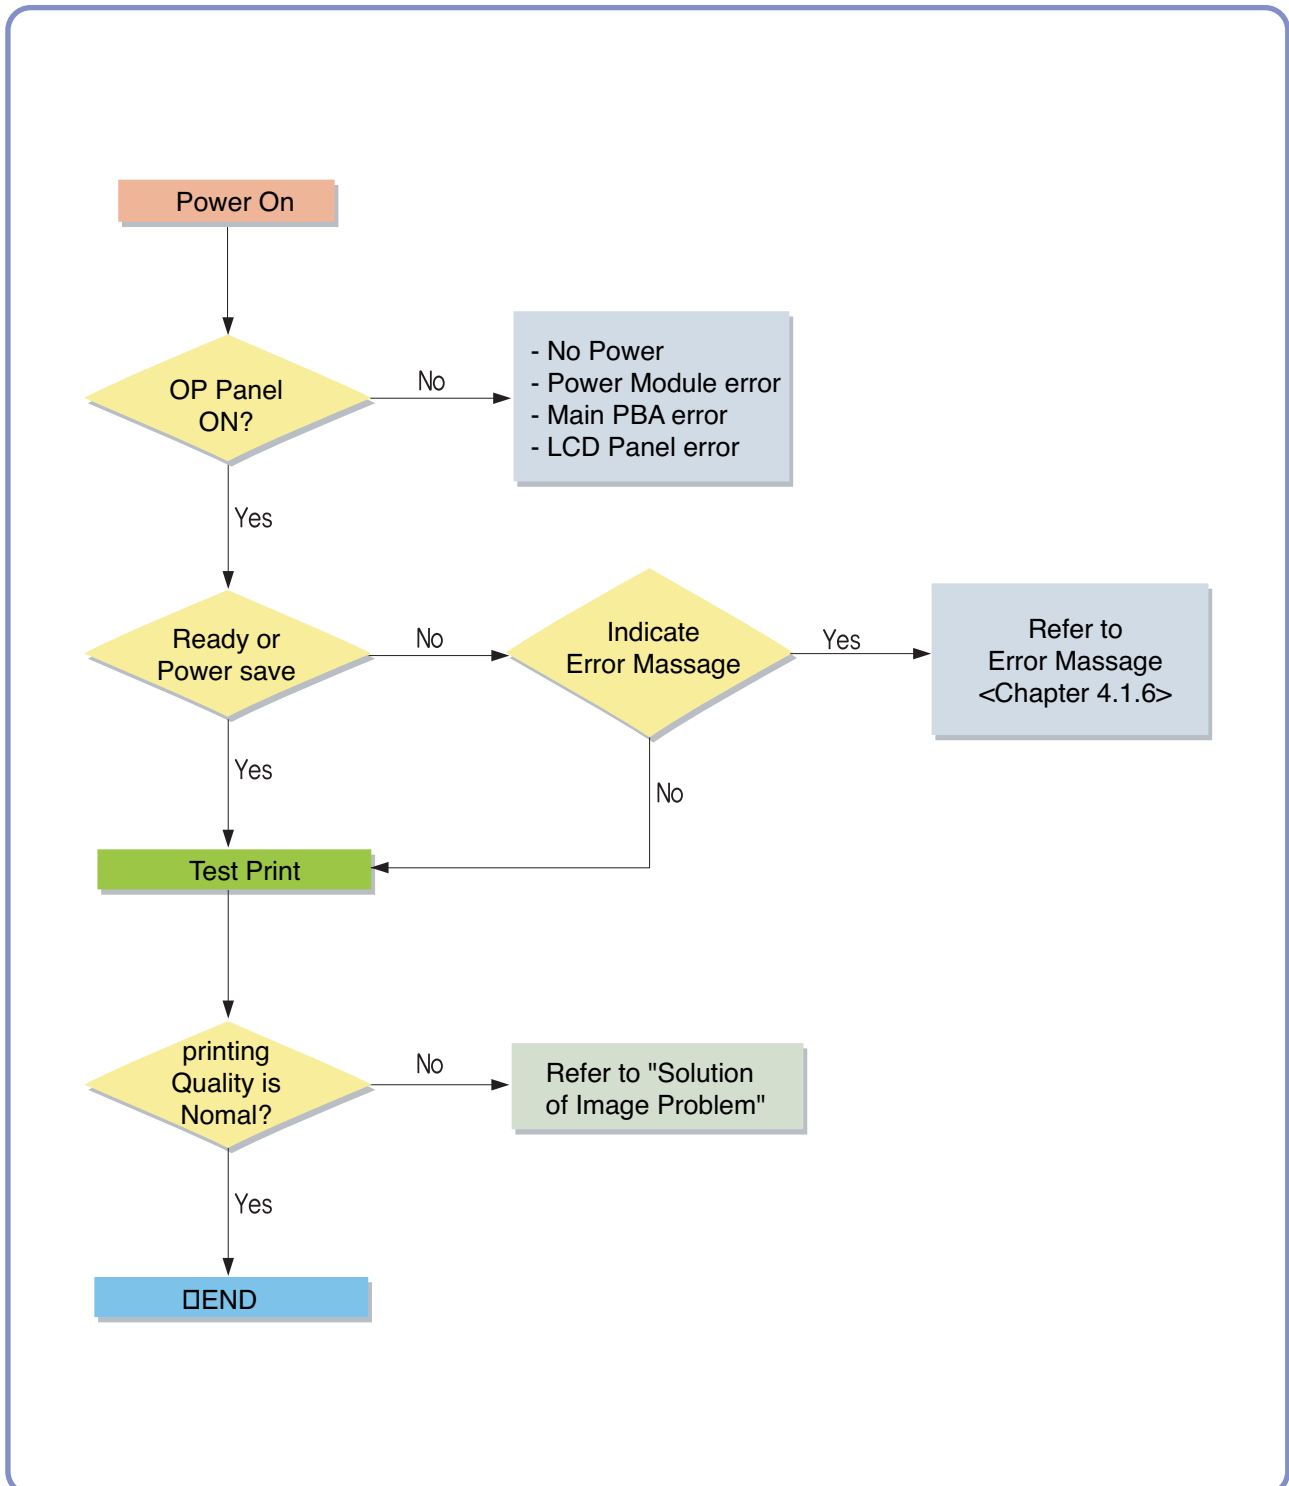 Power On
OP Panel
ON?
No
- No Power
- Power Module error
- Main PBA error
- LCD Panel error
Yes
Ready or
Power save
No
Indicate
Error Massage
Yes
Refer to
Error Massage
<Chapter 4.1.6>
Yes
No
Test Print
printing
Quality is
Nomal?
No
Refer to "Solution
of Image Problem"
Yes
□END